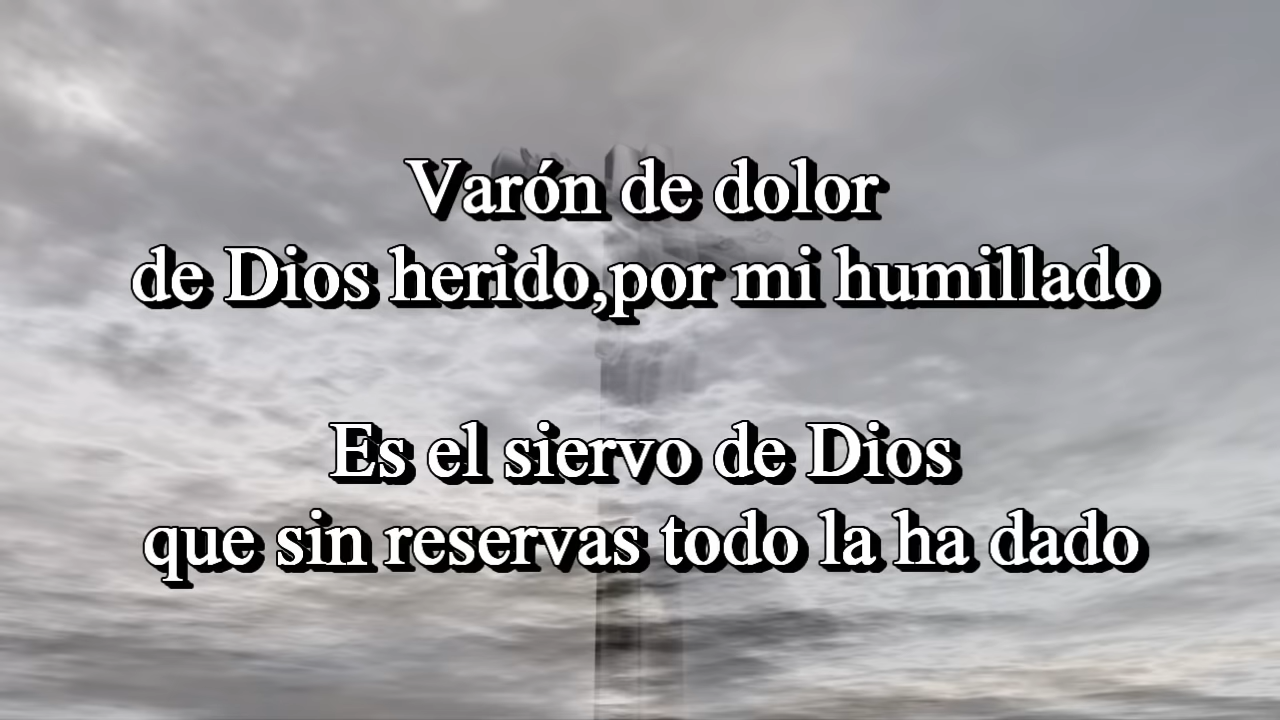 Varón de dolor
de Dios herido,por mi humillado
Es el siervo de Dios
que sin reservas todo la ha dado